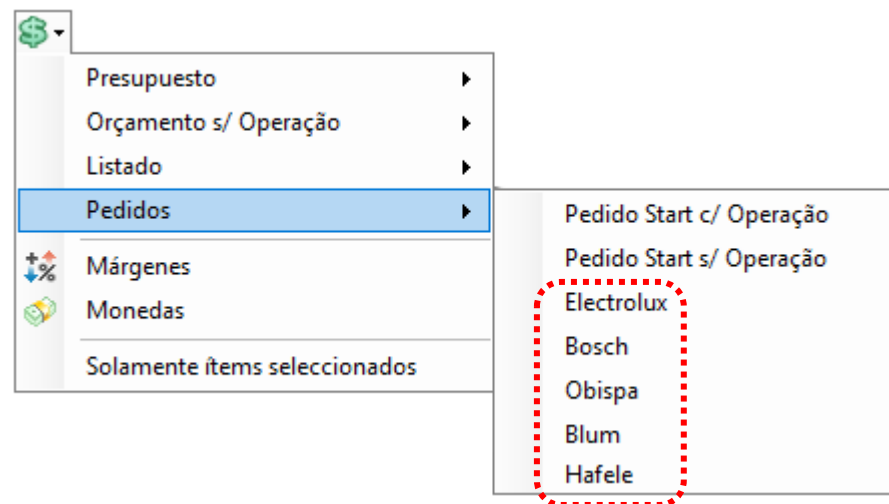 Presupuesto
Orçamento s/ Operação
Listado
Pedidos
Márgenes
Monedas
Solamente ítems seleccionados
Pedido Start c/ Operação
Pedido Start s/ Operação
Electrolux
Bosch
Obispa
Blum
Hafele